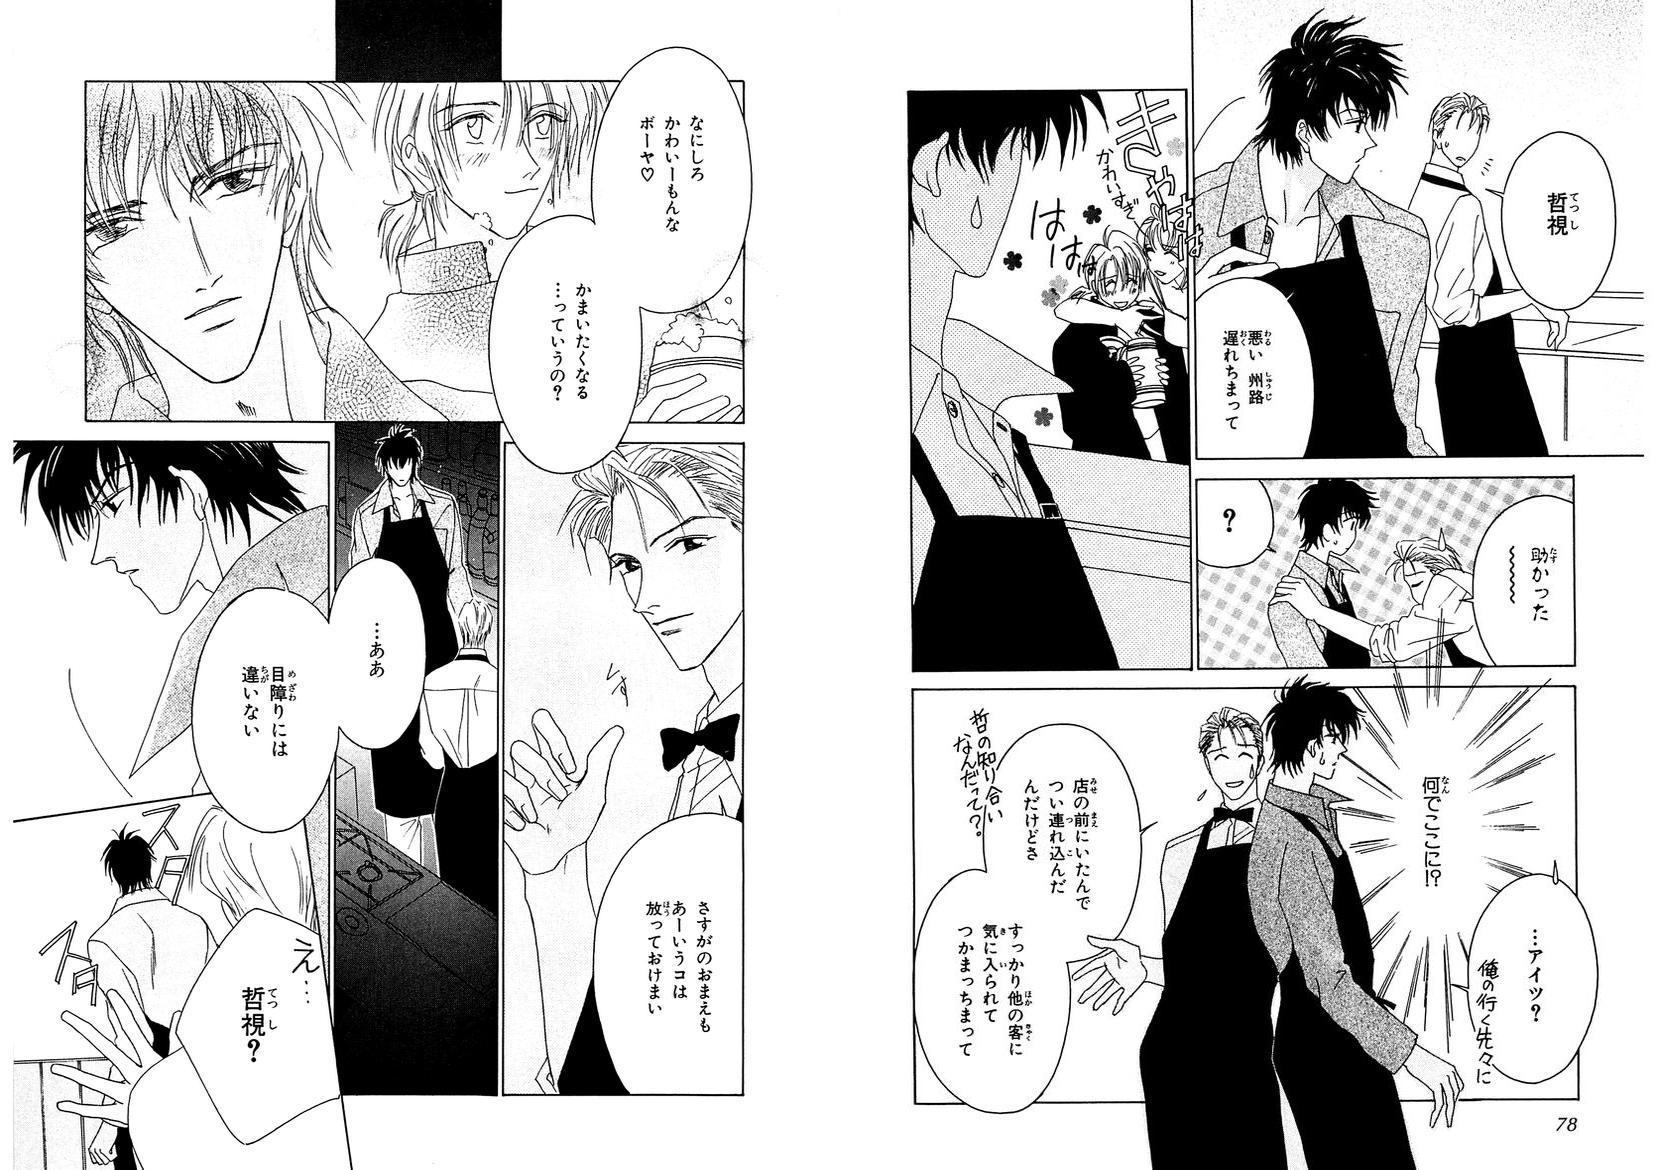 哲視
悪い 州路
遅れちまって
きゃはは
かわいすぎ
はははは
助かった
?
何でここに!?
…アイツ?
俺の行く先々に
店の前にいたんで
つい連れ込んだ
んだけどさ
哲の知り合い
なんだって?
すっかり他の客に
気に入られて
つかまっちまって
78
なにしろ
かわいーもんな
ボーヤ♡
かまいたくなる
…っていうの?
さすがのおまえも
あーいうコは
放っておけまい
す
…ああ
目障りには
違いない
スタ
スタ
え…
哲視?